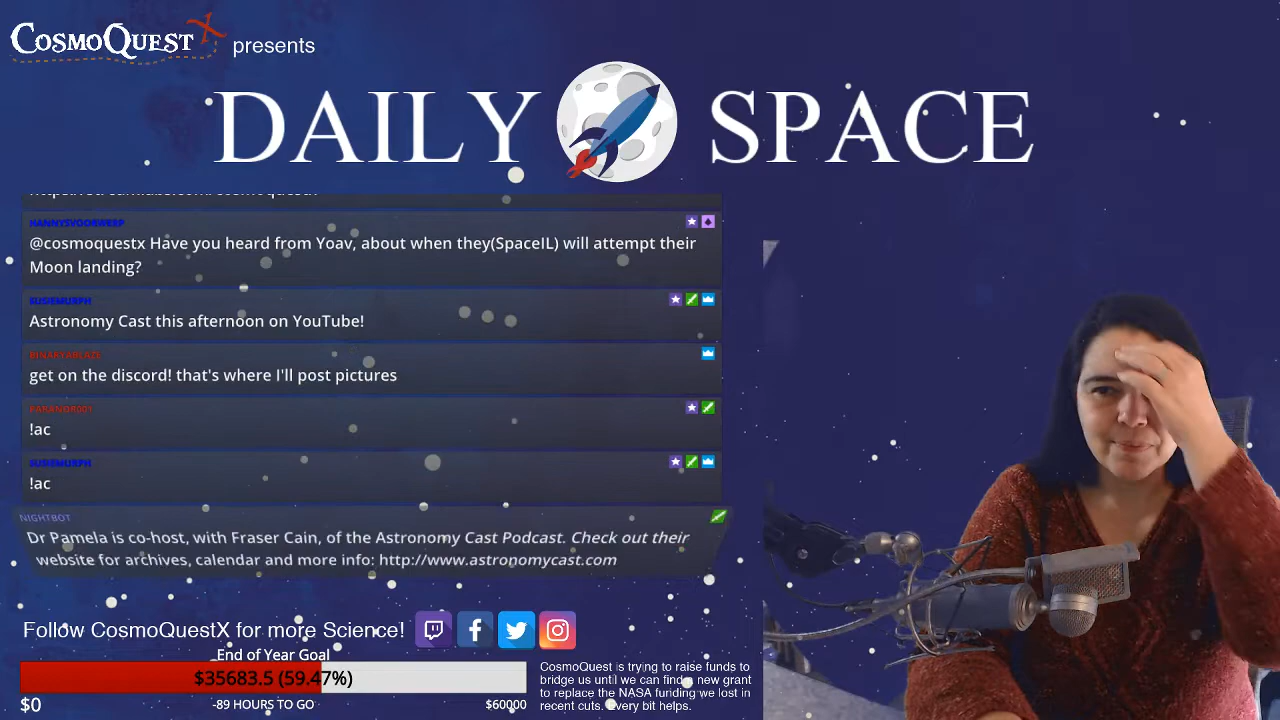 COSMOQUEST X presents
DAILY SPACE
HANNYSVOORWERP
@cosmoquestx Have you heard from Yoav, about when they(SpaceIL) will attempt their
Moon landing?
SUSIEMURPH
Astronomy Cast this afternoon on YouTube!
BINARYABLAZE
get on the discord! that's where I'll post pictures
!ac
SUSIEMURPH
!ac
NIGHTBOT
Dr Pamela is co-host, with Fraser Cain, of the Astronomy Cast Podcast. Check out their
website for archives, calendar and more info: http://www.astronomycast.com
Follow CosmoQuestX for more Science!
End of Year Goal
$35683.5 (59.47%)
$0
-89 HOURS TO GO
$60000
CosmoQuest is trying to raise funds to
bridge us until we can find a new grant
to replace the NASA funding we lost in
recent cuts. Every bit helps.